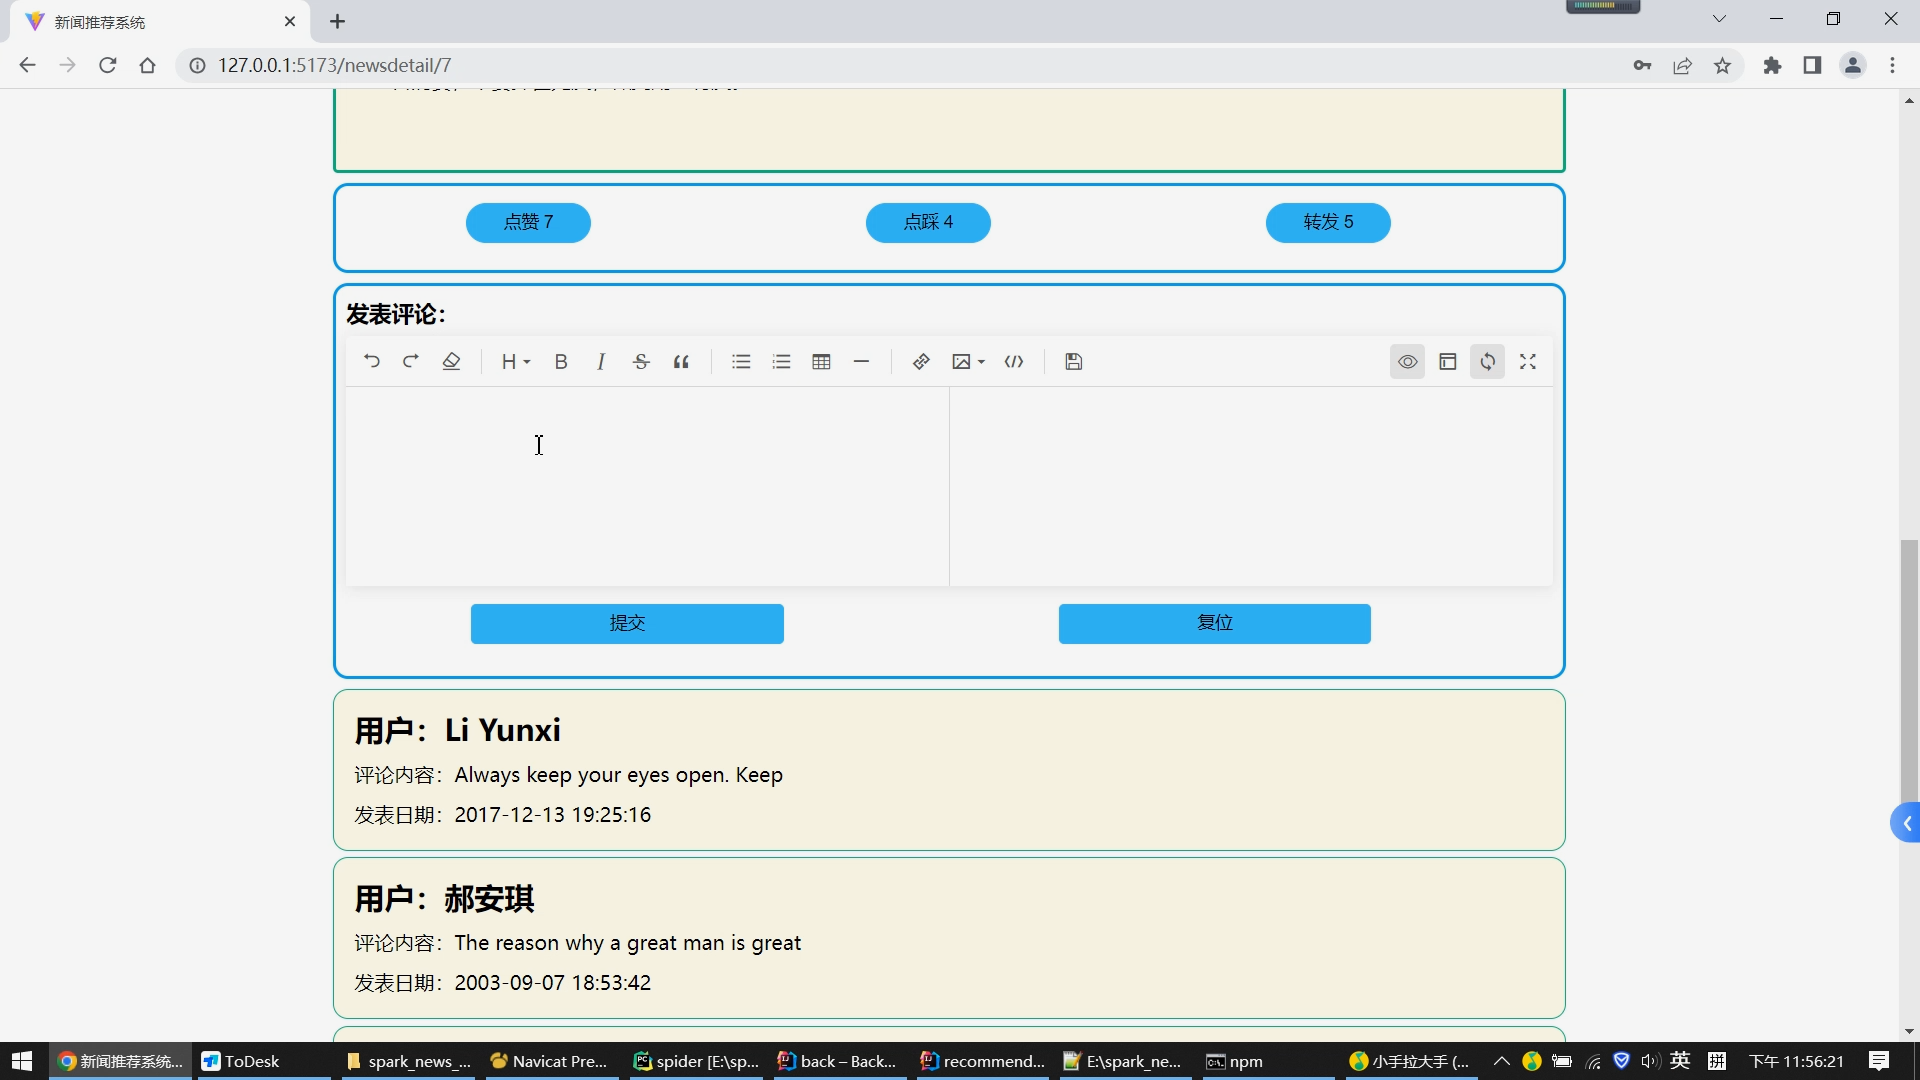 新闻推荐系统
127.0.0.1:5173/newsdetail/7
点赞 7
点踩 4
转发 5
发表评论：
H
B
I
S
提交
复位
用户：Li Yunxi
评论内容：Always keep your eyes open. Keep
发表日期：2017-12-13 19:25:16
用户：郝安琪
评论内容：The reason why a great man is great
发表日期：2003-09-07 18:53:42
新闻推荐系统...
ToDesk
spark_news_...
Navicat Pre...
spider [E:\sp...
back – Back...
recommend...
E:\spark_ne...
npm
小手拉大手 (...
英
拼
下午 11:56:21